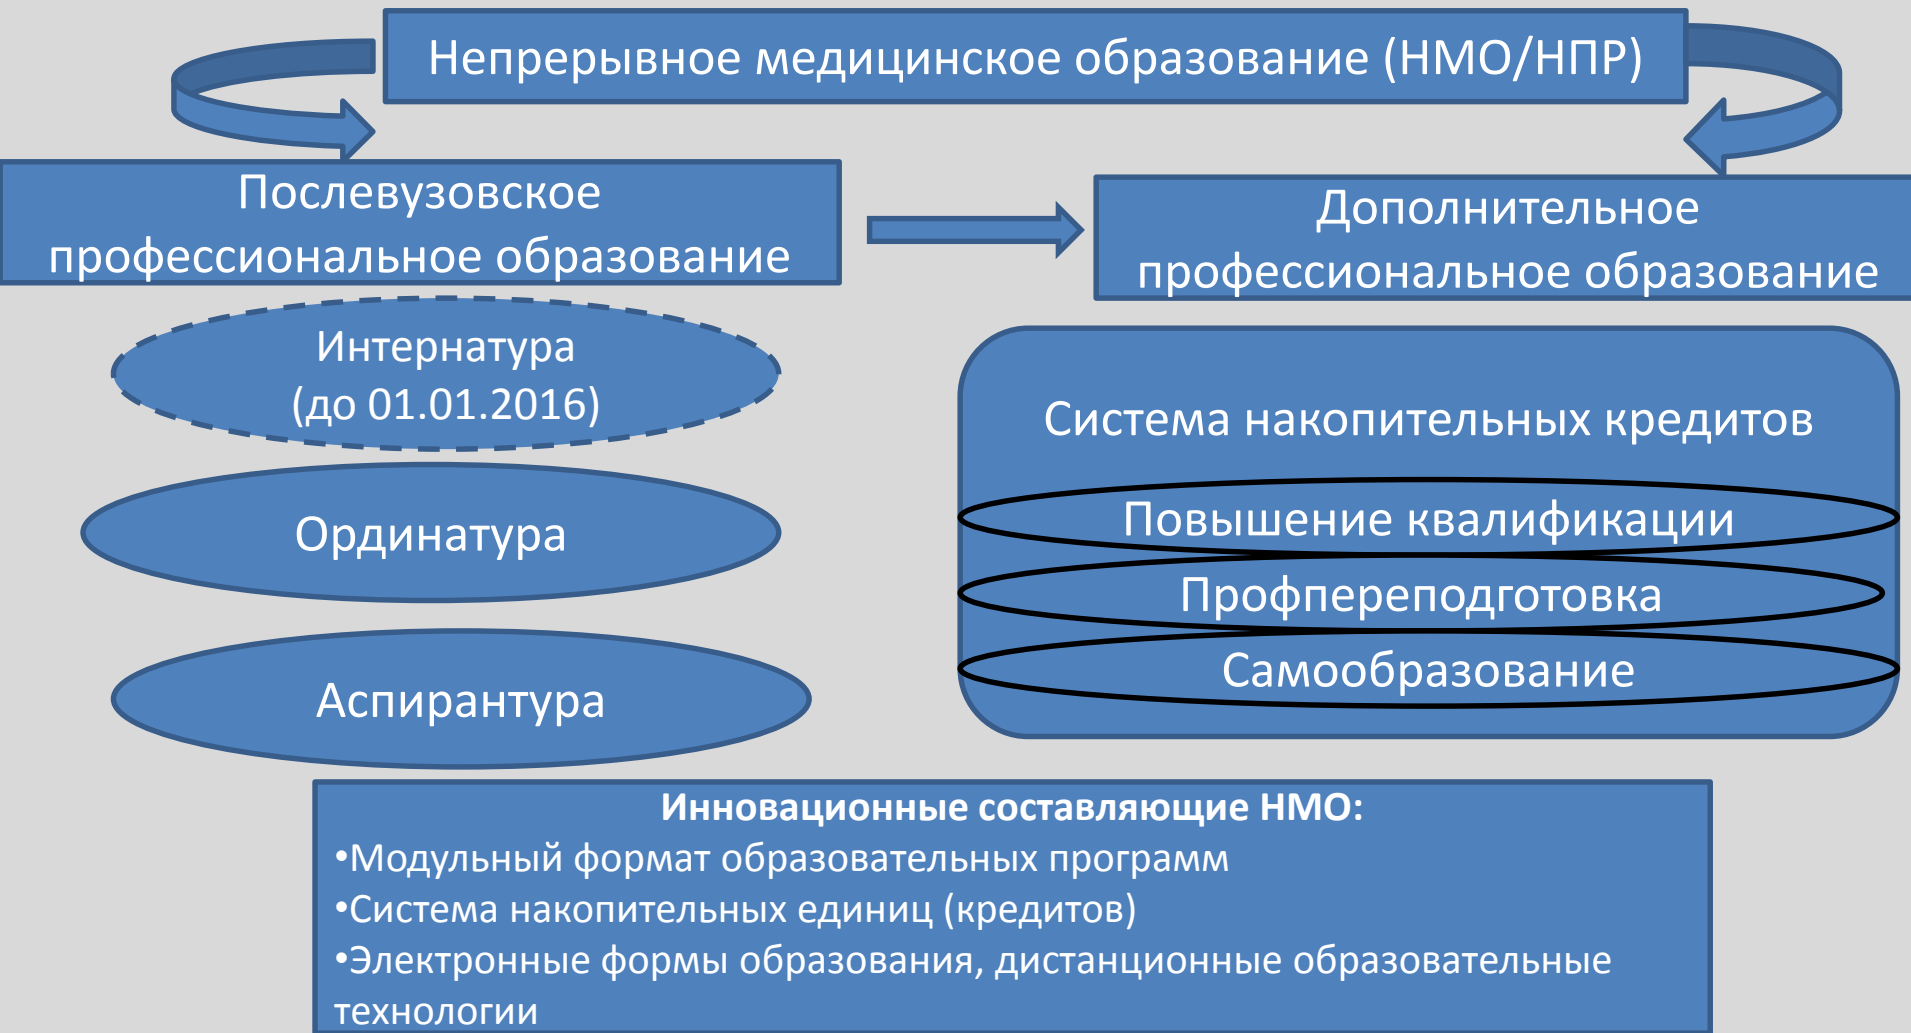 Непрерывное медицинское образование (НМО/НПР)
Послевузовское
профессиональное образование
Дополнительное
профессиональное образование
Интернатура
(до 01.01.2016)
Ординатура
Аспирантура
Система накопительных кредитов
Повышение квалификации
Профпереподготовка
Самообразование
Инновационные составляющие НМО:
•Модульный формат образовательных программ
•Система накопительных единиц (кредитов)
•Электронные формы образования, дистанционные образовательные
технологии